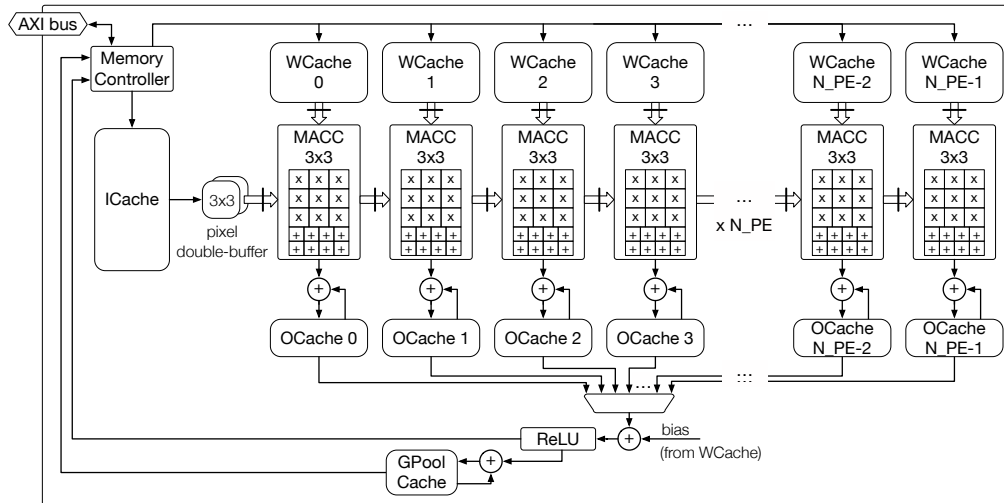 AXI bus
...
Memory
Controller
WCache
0
WCache
1
WCache
2
WCache
3
WCache
N_PE-2
WCache
N_PE-1
ICache
3x3
pixel
double-buffer
MACC
3x3
x x x
x x x
x x x
+ + + +
+ + + +
MACC
3x3
x x x
x x x
x x x
+ + + +
+ + + +
MACC
3x3
x x x
x x x
x x x
+ + + +
+ + + +
MACC
3x3
x x x
x x x
x x x
+ + + +
+ + + +
...
x N_PE
MACC
3x3
x x x
x x x
x x x
+ + + +
+ + + +
MACC
3x3
x x x
x x x
x x x
+ + + +
+ + + +
+ + + + + +
OCache 0
OCache 1
OCache 2
OCache 3
OCache
N_PE-2
OCache
N_PE-1
...
...
ReLU
+
bias
(from WCache)
GPool
Cache
+